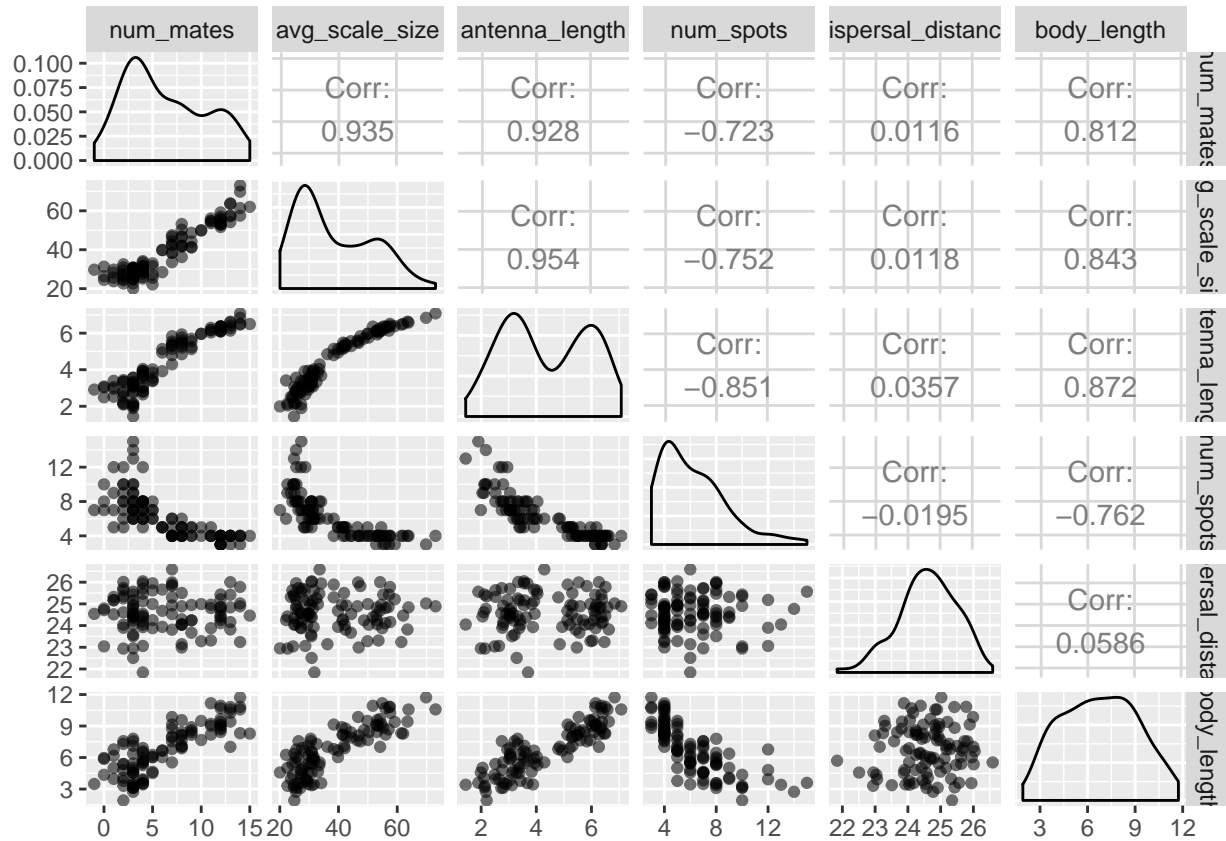 num_mates avg_scale_size antenna_length num_spots ispersal_distanc body_length
0.100
0.075
0.050
0.025
0.000
Corr:
0.935
Corr:
0.928
Corr:
−0.723
Corr:
0.0116
Corr:
0.812
num_mates
60
40
20
Corr:
0.954
Corr:
−0.752
Corr:
0.0118
Corr:
0.843
g_scale_si
6
4
2
Corr:
−0.851
Corr:
0.0357
Corr:
0.872
tenna_leng
12
8
4
Corr:
−0.0195
Corr:
−0.762
num_spots
26
25
24
23
22
Corr:
0.0586
ersal_dista
12
9
6
3
body_length
0 5 10 15 20 40 60 2 4 6 4 8 12 22 23 24 25 26 3 6 9 12